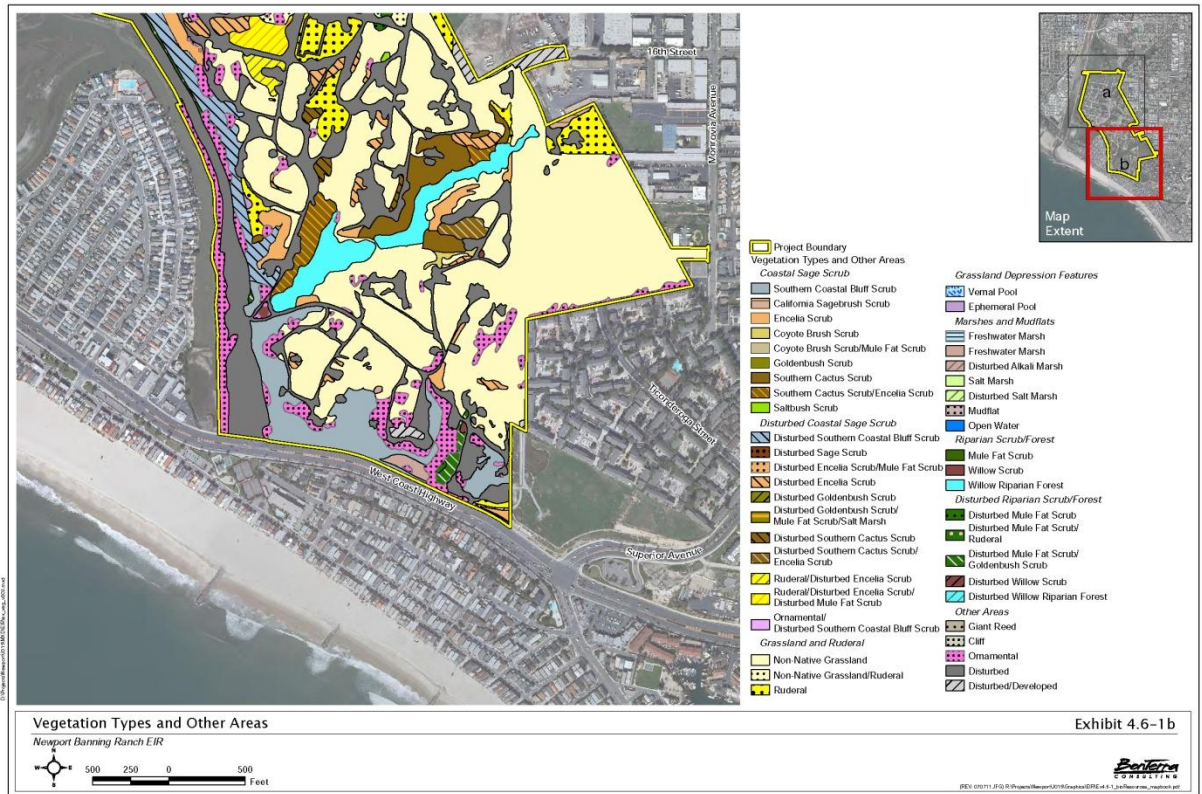 16th Street
Monrovia Avenue
Ticonderoga Street
West Coast Highway
Superior Avenue
a
b
Map
Extent
Project Boundary
Vegetation Types and Other Areas
Coastal Sage Scrub
Southern Coastal Bluff Scrub
California Sagebrush Scrub
Encelia Scrub
Coyote Brush Scrub
Coyote Brush Scrub/Mule Fat Scrub
Goldenbush Scrub
Southern Cactus Scrub
Southern Cactus Scrub/Encelia Scrub
Saltbush Scrub
Disturbed Coastal Sage Scrub
Disturbed Southern Coastal Bluff Scrub
Disturbed Sage Scrub
Disturbed Encelia Scrub/Mule Fat Scrub
Disturbed Encelia Scrub
Disturbed Goldenbush Scrub
Disturbed Goldenbush Scrub/
Mule Fat Scrub/Salt Marsh
Disturbed Southern Cactus Scrub
Disturbed Southern Cactus Scrub/
Encelia Scrub
Ruderal/Disturbed Encelia Scrub
Ruderal/Disturbed Encelia Scrub/
Disturbed Mule Fat Scrub
Ornamental/
Disturbed Southern Coastal Bluff Scrub
Grassland and Ruderal
Non-Native Grassland
Non-Native Grassland/Ruderal
Ruderal
Grassland Depression Features
Vernal Pool
Ephemeral Pool
Marshes and Mudflats
Freshwater Marsh
Freshwater Marsh
Disturbed Alkali Marsh
Salt Marsh
Disturbed Salt Marsh
Mudflat
Open Water
Riparian Scrub/Forest
Mule Fat Scrub
Willow Scrub
Willow Riparian Forest
Disturbed Riparian Scrub/Forest
Disturbed Mule Fat Scrub
Disturbed Mule Fat Scrub/
Ruderal
Disturbed Mule Fat Scrub/
Goldenbush Scrub
Disturbed Willow Scrub
Disturbed Willow Riparian Forest
Other Areas
Giant Reed
Cliff
Ornamental
Disturbed
Disturbed/Developed
Vegetation Types and Other Areas
Exhibit 4.6-1b
Newport Banning Ranch EIR
N
W E
S
500 250 0 500
Feet
BonTerra
CONSULTING